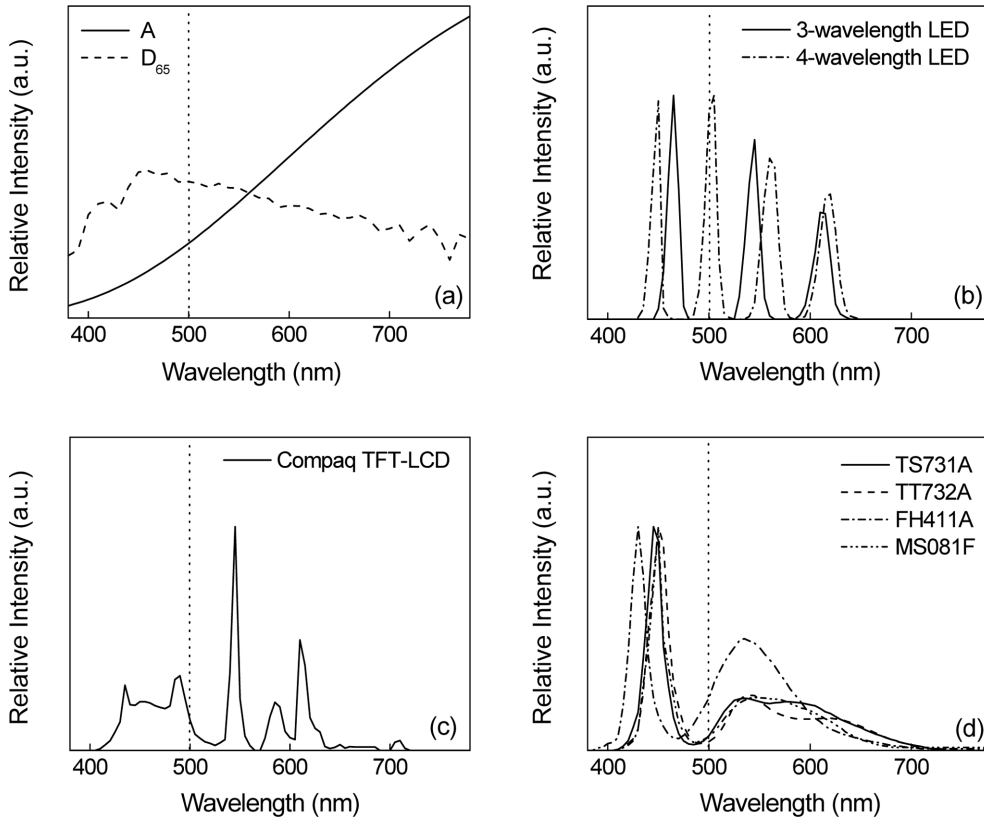 A
D65
Relative Intensity (a.u.)
(a)
400 500 600 700
Wavelength (nm)
3-wavelength LED
4-wavelength LED
Relative Intensity (a.u.)
(b)
400 500 600 700
Wavelength (nm)
Compaq TFT-LCD
Relative Intensity (a.u.)
(c)
400 500 600 700
Wavelength (nm)
TS731A
TT732A
FH411A
MS081F
Relative Intensity (a.u.)
(d)
400 500 600 700
Wavelength (nm)